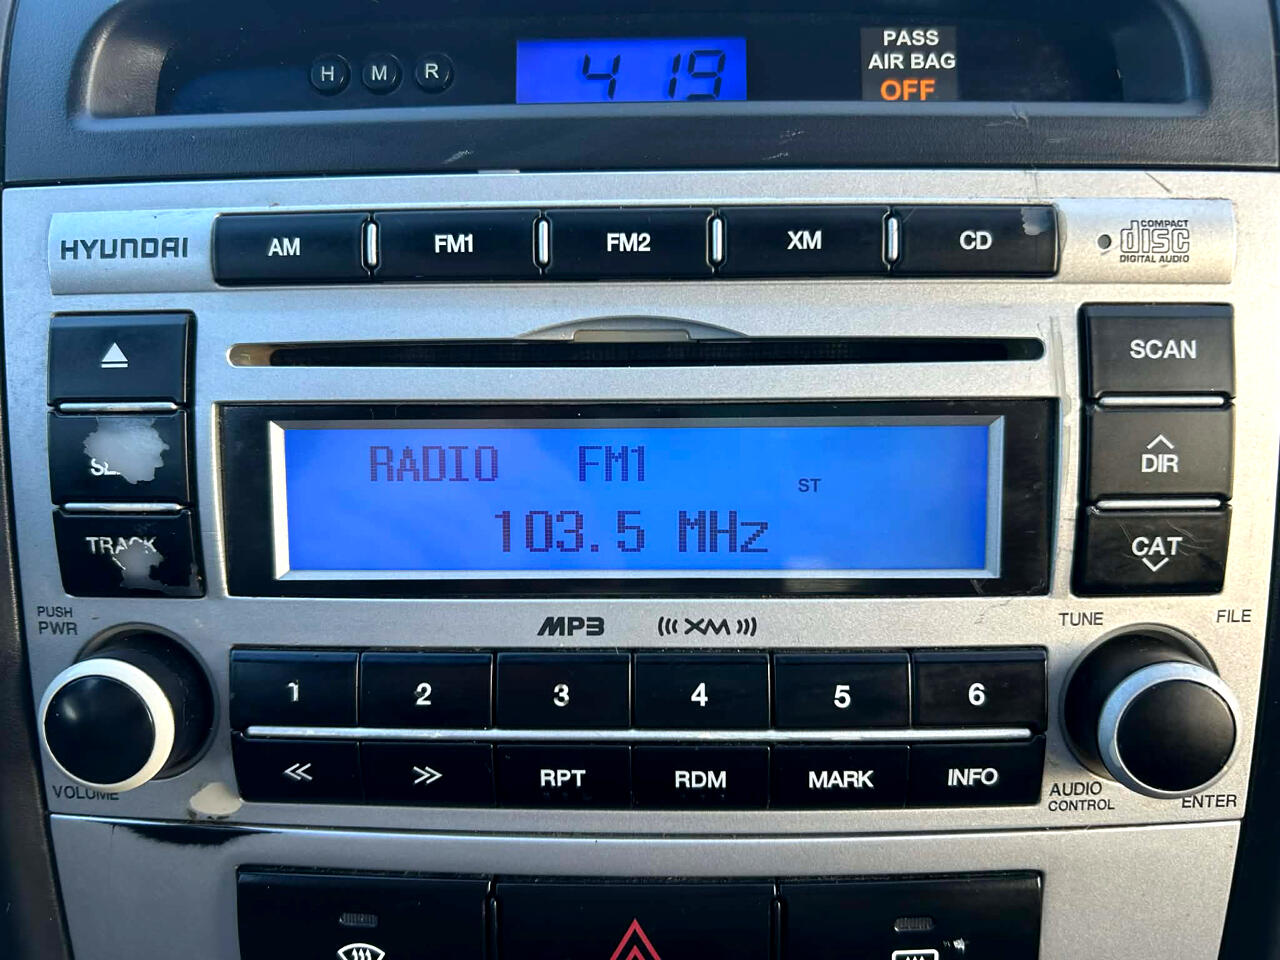 H M R
4 19
PASS
AIR BAG
OFF
HYUNDAI
AM FM1 FM2 XM CD
COMPACT
disc
DIGITAL AUDIO
SCAN
RADIO FM1
ST
103.5 MHz
DIR
TRACK
CAT
PUSH
PWR
MP3 XM
TUNE FILE
1 2 3 4 5 6
<< >> RPT RDM MARK INFO
VOLUME
AUDIO
CONTROL
ENTER